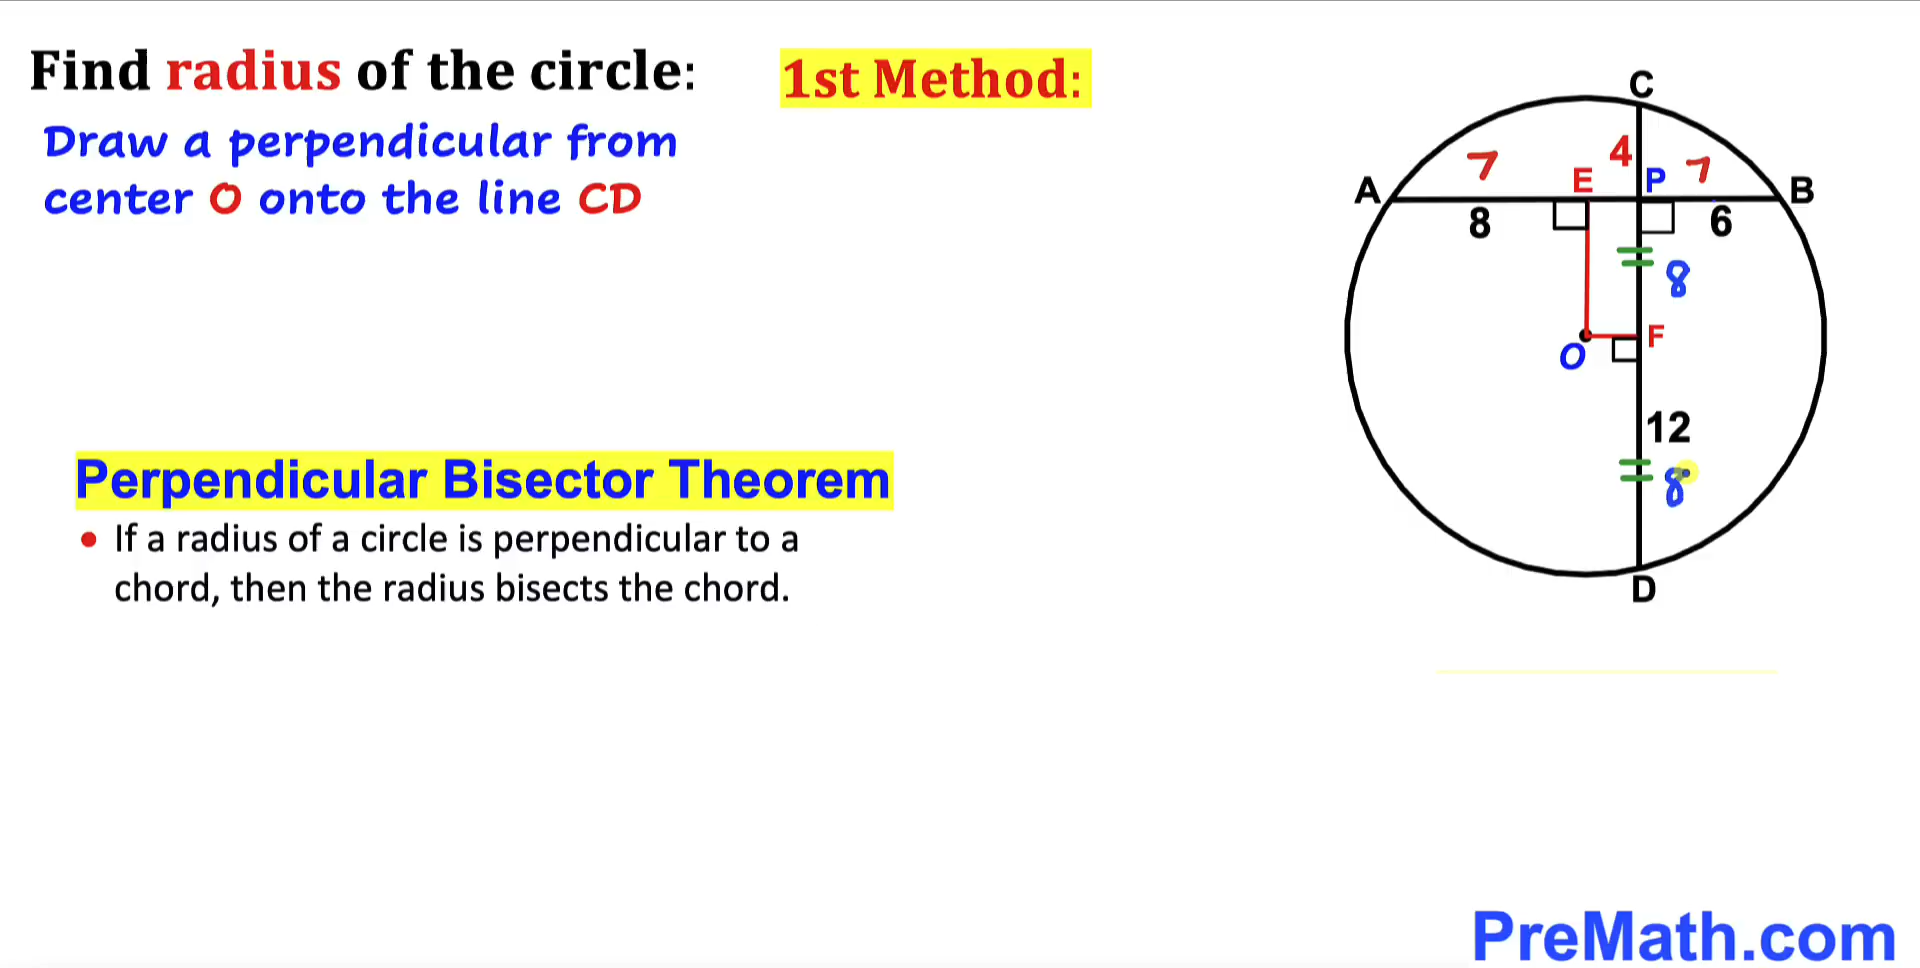 Find radius of the circle:
1st Method:
Draw a perpendicular from
center O onto the line CD
C
7
4
E
P
7
A
B
8
6
8
F
O
12
8
D
Perpendicular Bisector Theorem
• If a radius of a circle is perpendicular to a
chord, then the radius bisects the chord.
PreMath.com